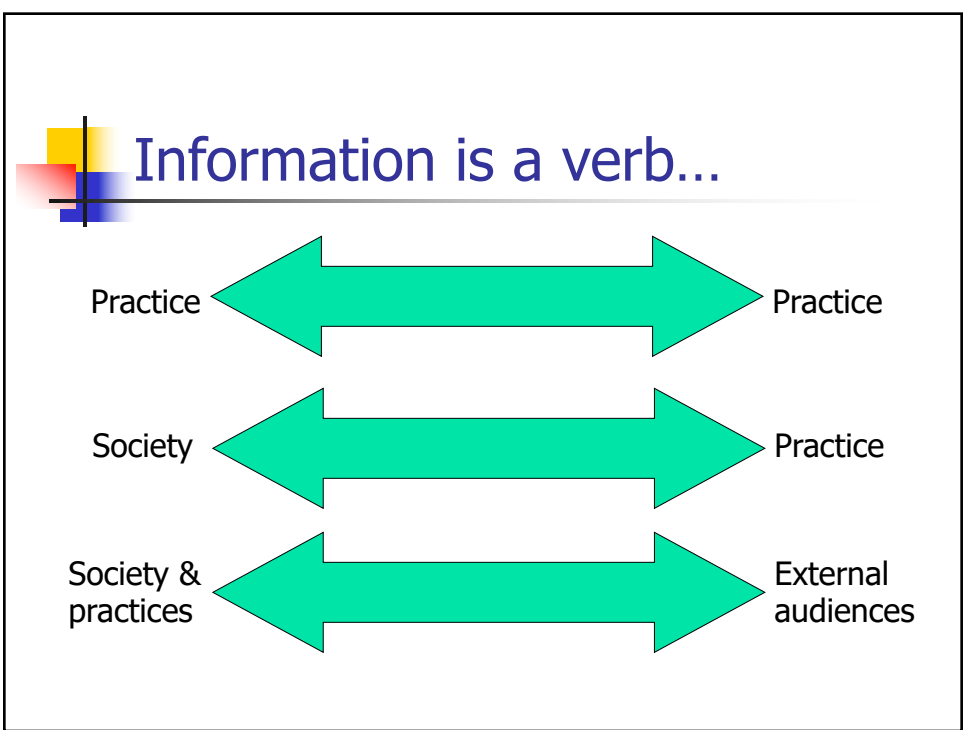 Information is a verb…
Practice
Practice
Society
Practice
Society &
practices
External
audiences